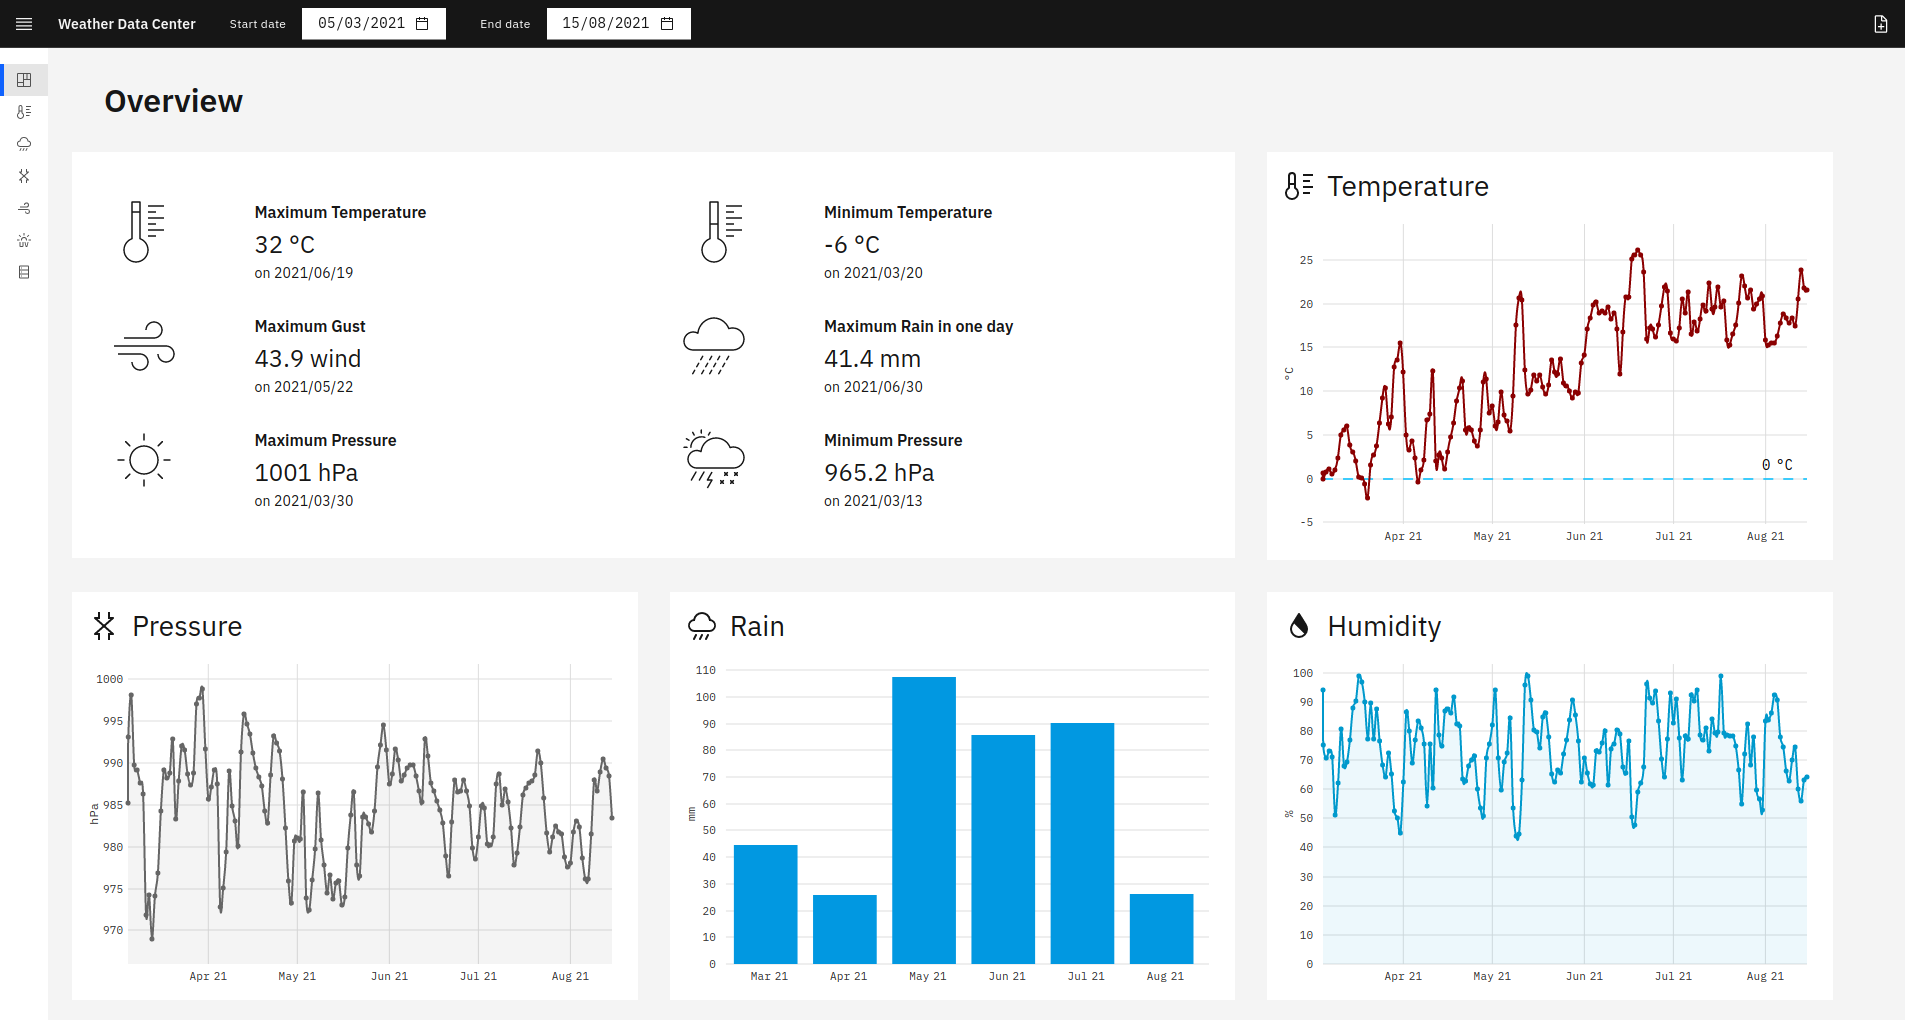 Weather Data Center
Start date
05/03/2021
End date
15/08/2021
Overview
Maximum Temperature
32 °C
on 2021/06/19
Minimum Temperature
-6 °C
on 2021/03/20
Maximum Gust
43.9 wind
on 2021/05/22
Maximum Rain in one day
41.4 mm
on 2021/06/30
Maximum Pressure
1001 hPa
on 2021/03/30
Minimum Pressure
965.2 hPa
on 2021/03/13
Temperature
25
20
15
10
5
0
-5
°C
0 °C
Apr 21
May 21
Jun 21
Jul 21
Aug 21
Pressure
1000
995
990
985
980
975
970
hPa
Apr 21
May 21
Jun 21
Jul 21
Aug 21
Rain
110
100
90
80
70
60
50
40
30
20
10
0
mm
Mar 21
Apr 21
May 21
Jun 21
Jul 21
Aug 21
Humidity
100
90
80
70
60
50
40
30
20
10
0
%
Apr 21
May 21
Jun 21
Jul 21
Aug 21
UV